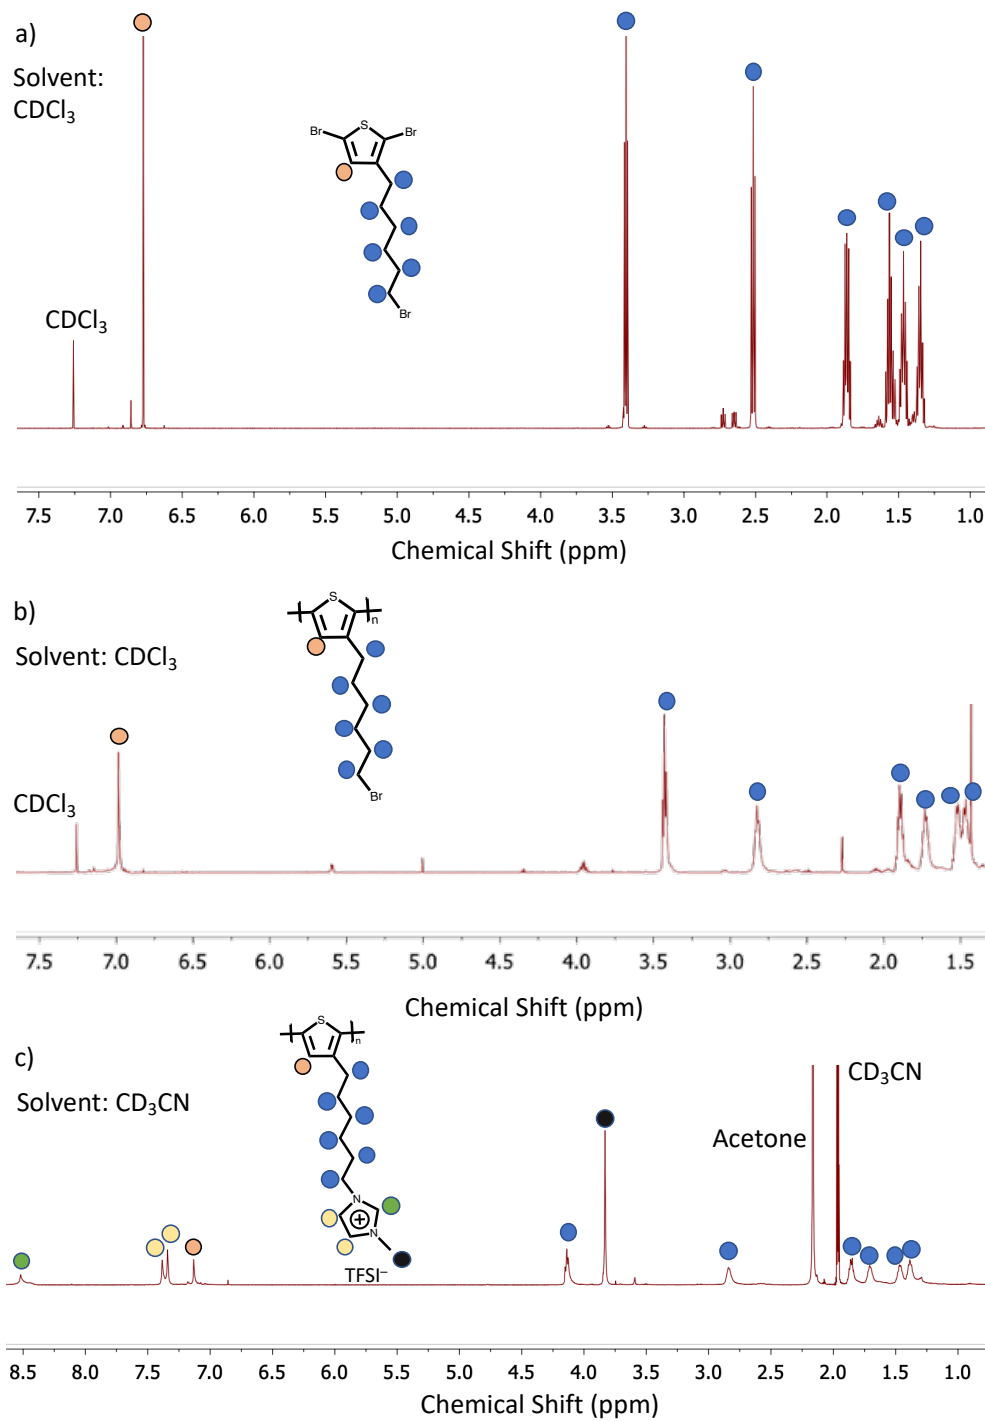 a)
Solvent:
CDCl₃
S
Br
Br
Br
CDCl₃
7.5 7.0 6.5 6.0 5.5 5.0 4.5 4.0 3.5 3.0 2.5 2.0 1.5 1.0
Chemical Shift (ppm)
b)
Solvent: CDCl₃
S
n
Br
CDCl₃
7.5 7.0 6.5 6.0 5.5 5.0 4.5 4.0 3.5 3.0 2.5 2.0 1.5
Chemical Shift (ppm)
c)
Solvent: CD₃CN
S
n
CD₃CN
Acetone
N
+
N
TFSI⁻
8.5 8.0 7.5 7.0 6.5 6.0 5.5 5.0 4.5 4.0 3.5 3.0 2.5 2.0 1.5 1.0
Chemical Shift (ppm)